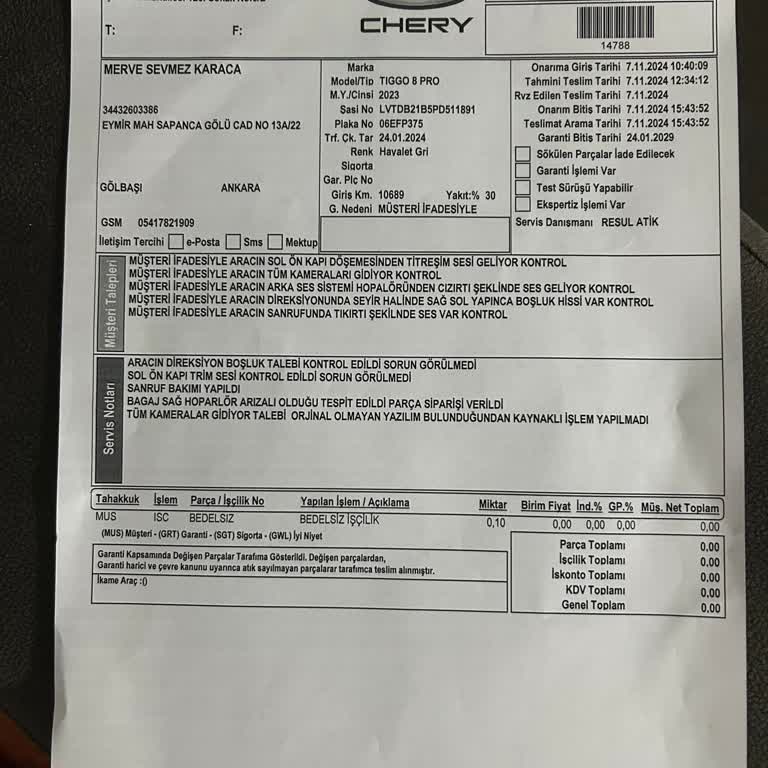 T: F:
CHERY
14788
MERVE SEVMEZ KARACA
34432603386
EYMİR MAH SAPANCA GÖLÜ CAD NO 13A/22
GÖLBAŞI ANKARA
GSM 05417821909
İletişim Tercihi e-Posta Sms Mektup
Marka
Model/Tip TIGGO 8 PRO
M.Y./Cinsi 2023
Sasi No LVTDB21B5PD511891
Plaka No 06EFP375
Trf. Çk. Tar 24.01.2024
Renk Havalet Gri
Sigorta
Gar. Plç No
Giriş Km. 10689 Yakıt:% 30
G. Nedeni MÜŞTERİ İFADESİYLE
Onarıma Giriş Tarihi 7.11.2024 10:40:09
Tahmini Teslim Tarihi 7.11.2024 12:34:12
Rvz Edilen Teslim Tarihi 7.11.2024
Onarım Bitiş Tarihi 7.11.2024 15:43:52
Teslimat Arama Tarihi 7.11.2024 15:43:52
Garanti Bitiş Tarihi 24.01.2029
Sökülen Parçalar İade Edilecek
Garanti İşlemi Var
Test Sürüşü Yapabilir
Ekspertiz İşlemi Var
Servis Danışmanı RESUL ATİK
Müşteri Talepleri
MÜŞTERİ İFADESİYLE ARACIN SOL ÖN KAPI DÖŞEMESİNDEN TİTREŞİM SESİ GELİYOR KONTROL
MÜŞTERİ İFADESİYLE ARACIN TÜM KAMERALARI GİDİYOR KONTROL
MÜŞTERİ İFADESİYLE ARACIN ARKA SES SİSTEMİ HOPALÖRÜNDEN CIZIRTI ŞEKLİNDE SES GELİYOR KONTROL
MÜŞTERİ İFADESİYLE ARACIN DİREKSİYONUNDA SEYİR HALİNDE SAĞ SOL YAPINCA BOŞLUK HİSSİ VAR KONTROL
MÜŞTERİ İFADESİYLE ARACIN SANRUFUNDA TIKIRTI ŞEKİLNDE SES VAR KONTROL
Servis Notları
ARACIN DİREKSİYON BOŞLUK TALEBİ KONTROL EDİLDİ SORUN GÖRÜLMEDİ
SOL ÖN KAPI TRİM SESİ KONTROL EDİLDİ SORUN GÖRÜLMEDİ
SANRUF BAKIMI YAPILDI
BAGAJ SAĞ HOPARLÖR ARIZALI OLDUĞU TESPİT EDİLDİ PARÇA SİPARİŞİ VERİLDİ
TÜM KAMERALAR GİDİYOR TALEBİ ORJİNAL OLMAYAN YAZILIM BULUNDUĞUNDAN KAYNAKLI İŞLEM YAPILMADI
Tahakkuk İşlem Parça / İşçilik No Yapılan İşlem / Açıklama Miktar Birim Fiyat İnd.% GP.% Müş. Net Toplam
MUS ISC BEDELSIZ BEDELSİZ İŞÇİLİK 0,10 0,00 0,00 0,00 0,00
(MUS) Müşteri - (GRT) Garanti - (SGT) Sigorta - (GWL) İyi Niyet
Garanti Kapsamında Değişen Parçalar Tarafıma Gösterildi. Değişen parçalardan,
Garanti harici ve çevre kanunu uyarınca atık sayılmayan parçalarar tarafımca teslim alınmıştır.
İkame Araç :()
Parça Toplamı 0,00
İşçilik Toplamı 0,00
İskonto Toplamı 0,00
KDV Toplamı 0,00
Genel Toplam 0,00